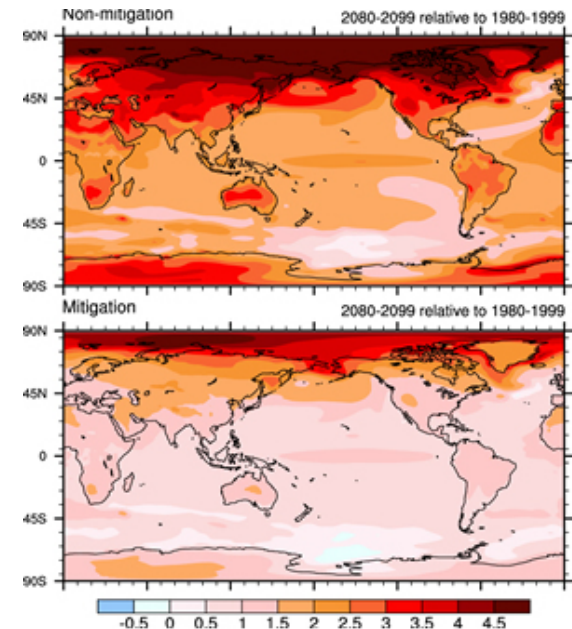 Non-mitigation 2080-2099 relative to 1980-1999
90N
45N
0
45S
90S
Mitigation 2080-2099 relative to 1980-1999
90N
45N
0
45S
90S
-0.5 0 0.5 1 1.5 2 2.5 3 3.5 4 4.5